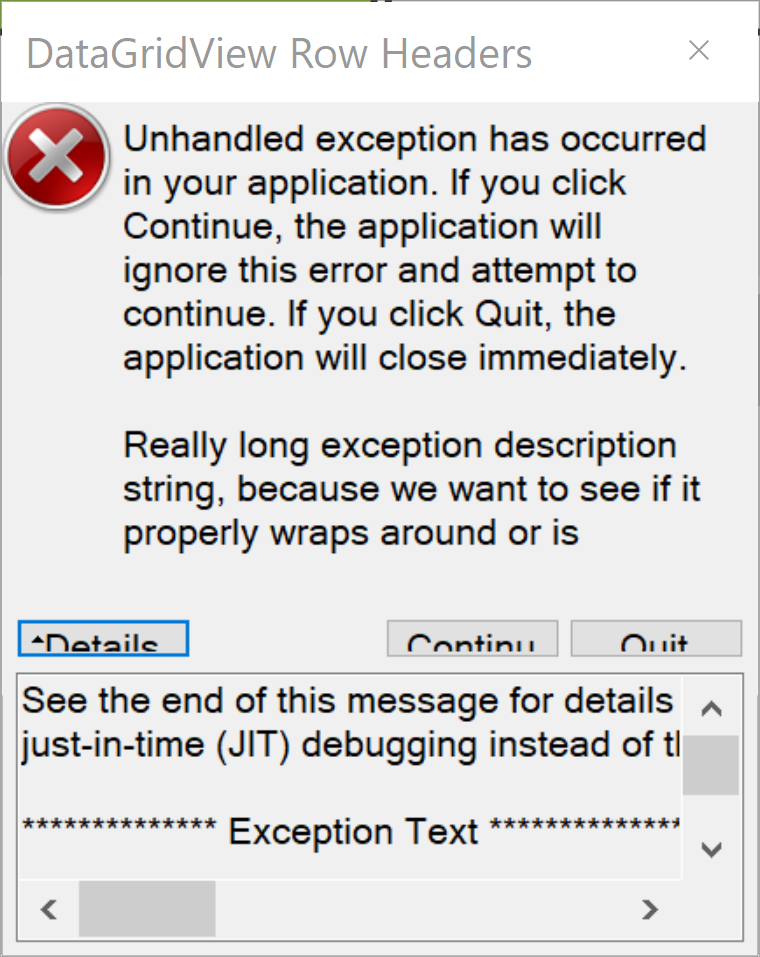 DataGridView Row Headers
Unhandled exception has occurred
in your application. If you click
Continue, the application will
ignore this error and attempt to
continue. If you click Quit, the
application will close immediately.
Really long exception description
string, because we want to see if it
properly wraps around or is
Details Continu Quit
See the end of this message for details
just-in-time (JIT) debugging instead of
************** Exception Text **************